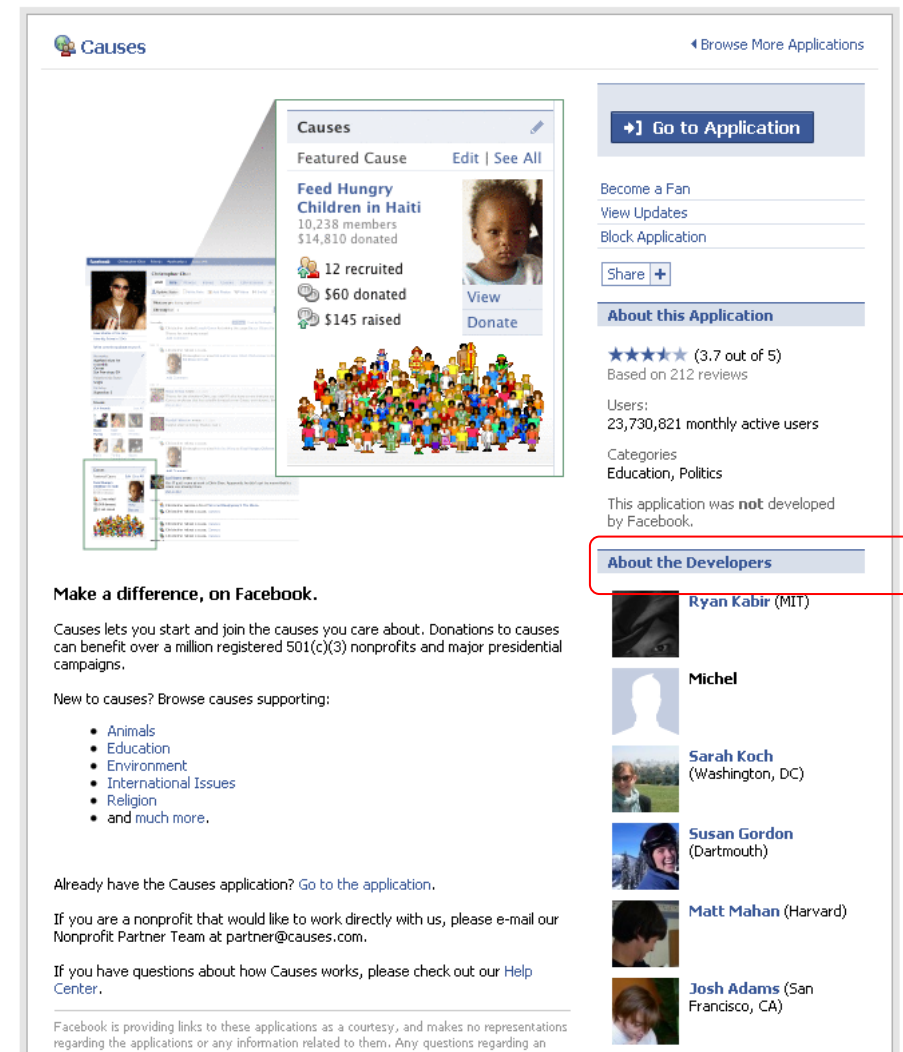 Causes
Browse More Applications
Causes
Featured Cause Edit | See All
Feed Hungry
Children in Haiti
10,238 members
$14,810 donated
12 recruited
$60 donated
$145 raised
View
Donate
Make a difference, on Facebook.
Causes lets you start and join the causes you care about. Donations to causes
can benefit over a million registered 501(c)(3) nonprofits and major presidential
campaigns.
New to causes? Browse causes supporting:
• Animals
• Education
• Environment
• International Issues
• Religion
• and much more.
Already have the Causes application? Go to the application.
If you are a nonprofit that would like to work directly with us, please e-mail our
Nonprofit Partner Team at partner@causes.com.
If you have questions about how Causes works, please check out our Help
Center.
Facebook is providing links to these applications as a courtesy, and makes no representations
regarding the applications or any information related to them. Any questions regarding an
Go to Application
Become a Fan
View Updates
Block Application
Share +
About this Application
(3.7 out of 5)
Based on 212 reviews
Users:
23,730,821 monthly active users
Categories
Education, Politics
This application was not developed
by Facebook.
About the Developers
Ryan Kabir (MIT)
Michel
Sarah Koch
(Washington, DC)
Susan Gordon
(Dartmouth)
Matt Mahan (Harvard)
Josh Adams (San
Francisco, CA)